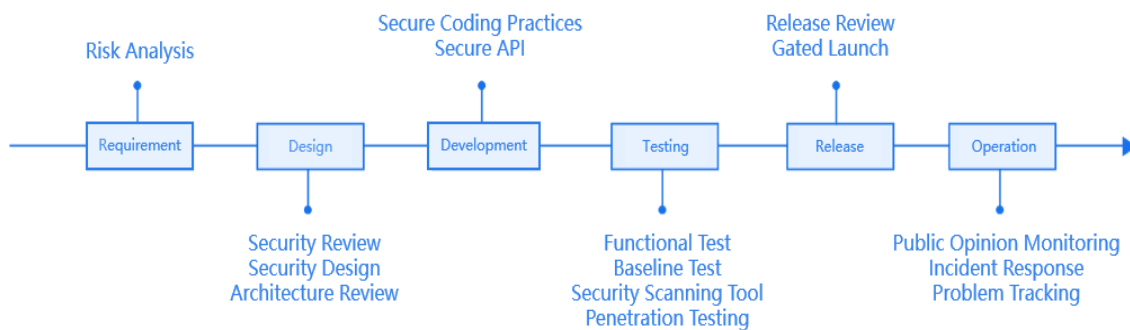 Secure Coding Practices
Secure API
Release Review
Gated Launch
Risk Analysis
Requirement
Design
Development
Testing
Release
Operation
Security Review
Security Design
Architecture Review
Functional Test
Baseline Test
Security Scanning Tool
Penetration Testing
Public Opinion Monitoring
Incident Response
Problem Tracking